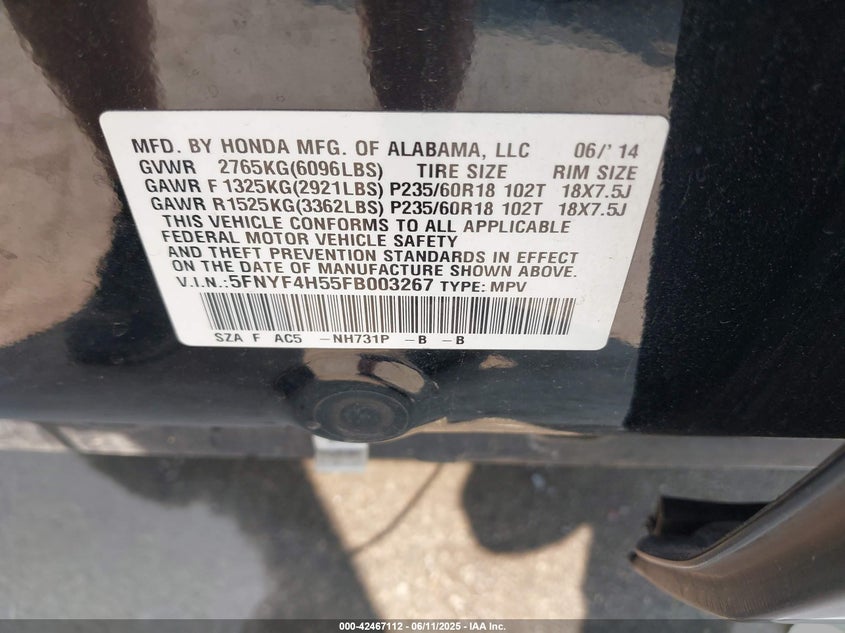 MFD. BY HONDA MFG. OF ALABAMA, LLC 06/' 14
GVWR 2765KG(6096LBS) TIRE SIZE RIM SIZE
GAWR F 1325KG(2921LBS) P235/60R18 102T 18X7.5J
GAWR R 1525KG(3362LBS) P235/60R18 102T 18X7.5J
THIS VEHICLE CONFORMS TO ALL APPLICABLE
FEDERAL MOTOR VEHICLE SAFETY
AND THEFT PREVENTION STANDARDS IN EFFECT
ON THE DATE OF MANUFACTURE SHOWN ABOVE.
V.I.N.:5FNYF4H55FB003267 TYPE: MPV
SZA F AC5 -NH731P -B -B
000-42467112 - 06/11/2025 - IAA Inc.